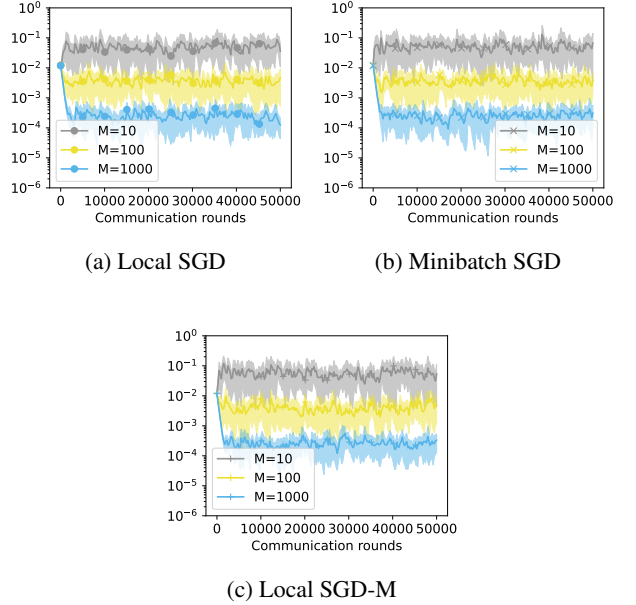 10^0
10^-1
10^-2
10^-3
10^-4
10^-5
10^-6
M=10
M=100
M=1000
0 10000 20000 30000 40000 50000
Communication rounds
(a) Local SGD
10^0
10^-1
10^-2
10^-3
10^-4
10^-5
10^-6
M=10
M=100
M=1000
0 10000 20000 30000 40000 50000
Communication rounds
(b) Minibatch SGD
10^0
10^-1
10^-2
10^-3
10^-4
10^-5
10^-6
M=10
M=100
M=1000
0 10000 20000 30000 40000 50000
Communication rounds
(c) Local SGD-M